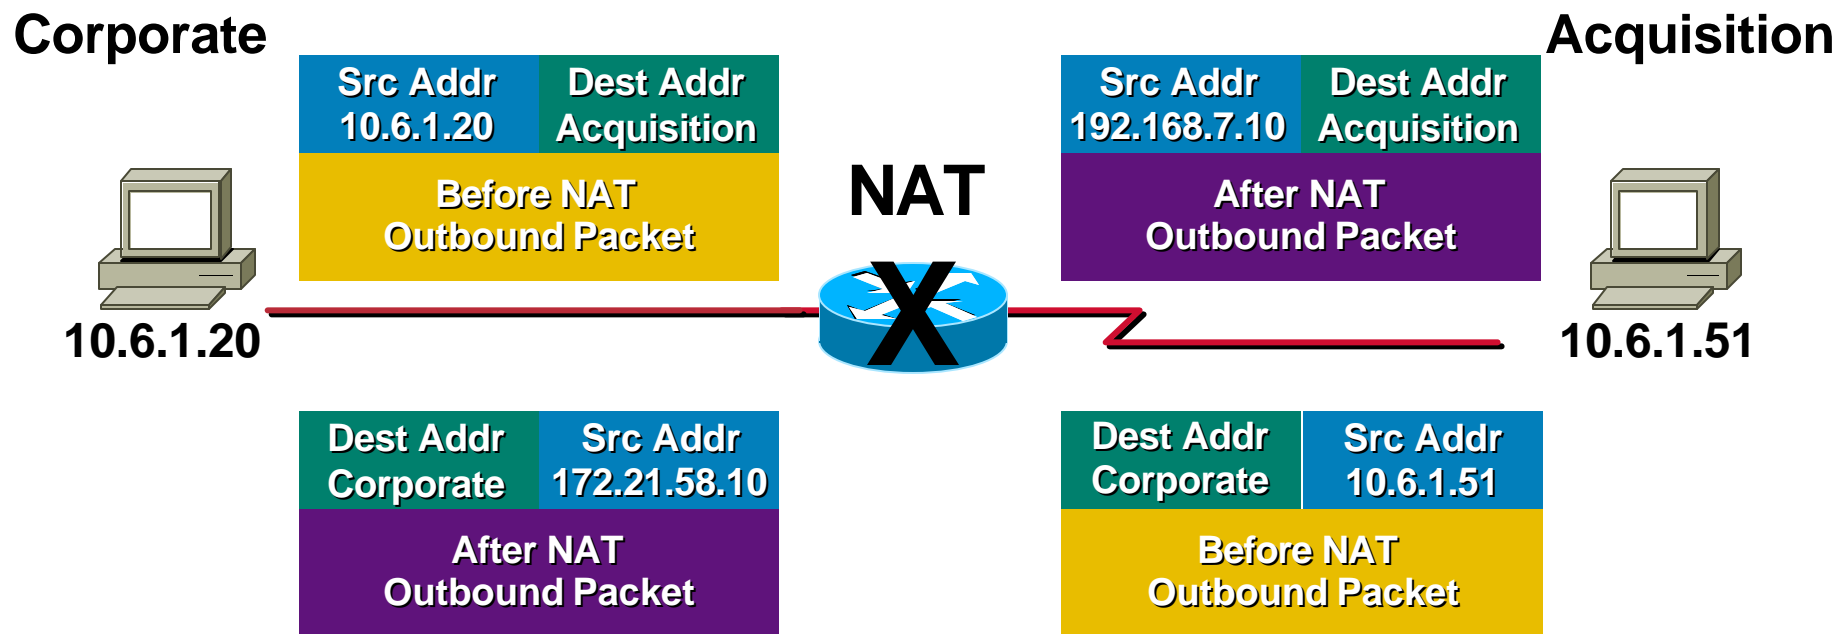 Corporate
Acquisition
Src Addr
10.6.1.20
Dest Addr
Acquisition
Before NAT
Outbound Packet
NAT
X
Src Addr
192.168.7.10
Dest Addr
Acquisition
After NAT
Outbound Packet
10.6.1.20
10.6.1.51
Dest Addr
Corporate
Src Addr
172.21.58.10
After NAT
Outbound Packet
Dest Addr
Corporate
Src Addr
10.6.1.51
Before NAT
Outbound Packet